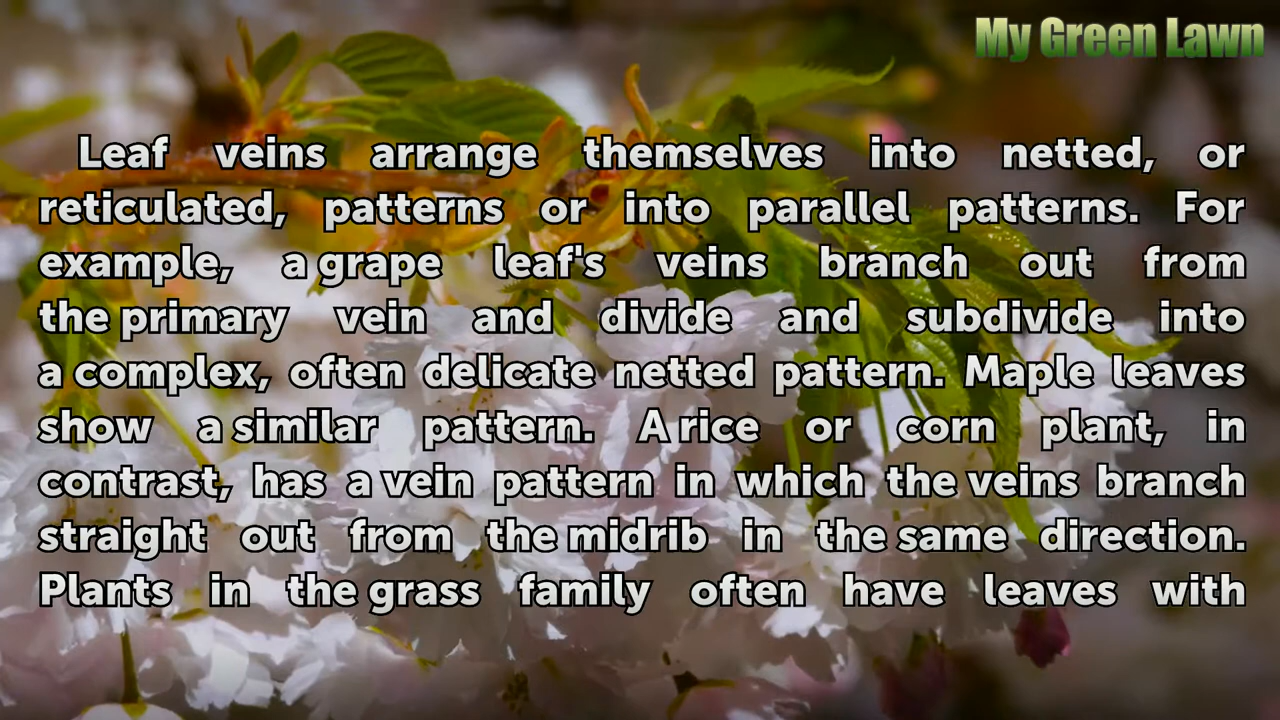 My Green Lawn
Leaf veins arrange themselves into netted, or
reticulated, patterns or into parallel patterns. For
example, a grape leaf's veins branch out from
the primary vein and divide and subdivide into
a complex, often delicate netted pattern. Maple leaves
show a similar pattern. A rice or corn plant, in
contrast, has a vein pattern in which the veins branch
straight out from the midrib in the same direction.
Plants in the grass family often have leaves with